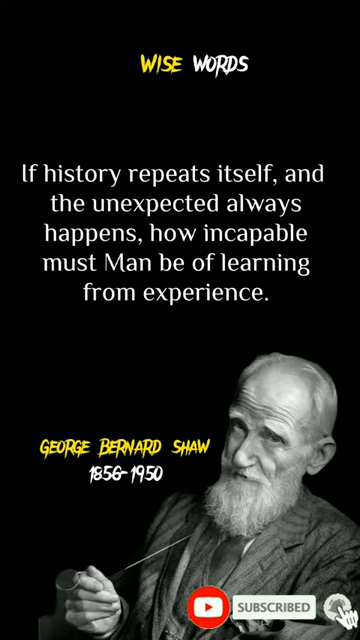 WISE WORDS
If history repeats itself, and
the unexpected always
happens, how incapable
must Man be of learning
from experience.
GEORGE BERNARD SHAW
1856-1950
SUBSCRIBED